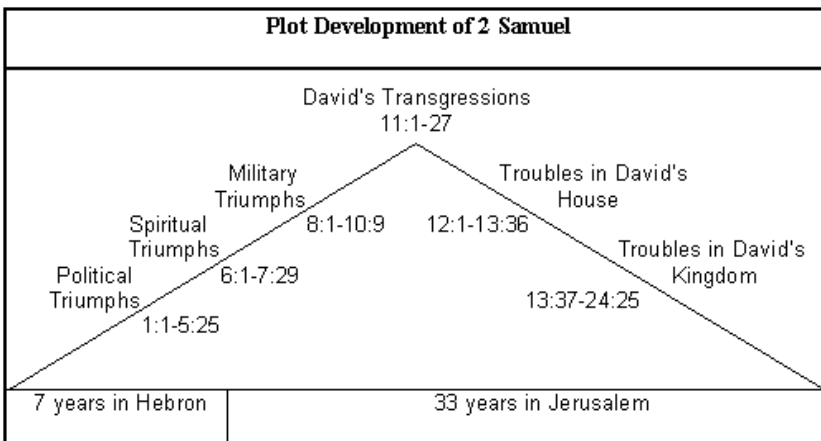 Plot Development of 2 Samuel
David's Transgressions
11:1-27
Military
Triumphs
8:1-10:9
Spiritual
Triumphs
6:1-7:29
Political
Triumphs
1:1-5:25
Troubles in David's
House
12:1-13:36
Troubles in David's
Kingdom
13:37-24:25
7 years in Hebron
33 years in Jerusalem